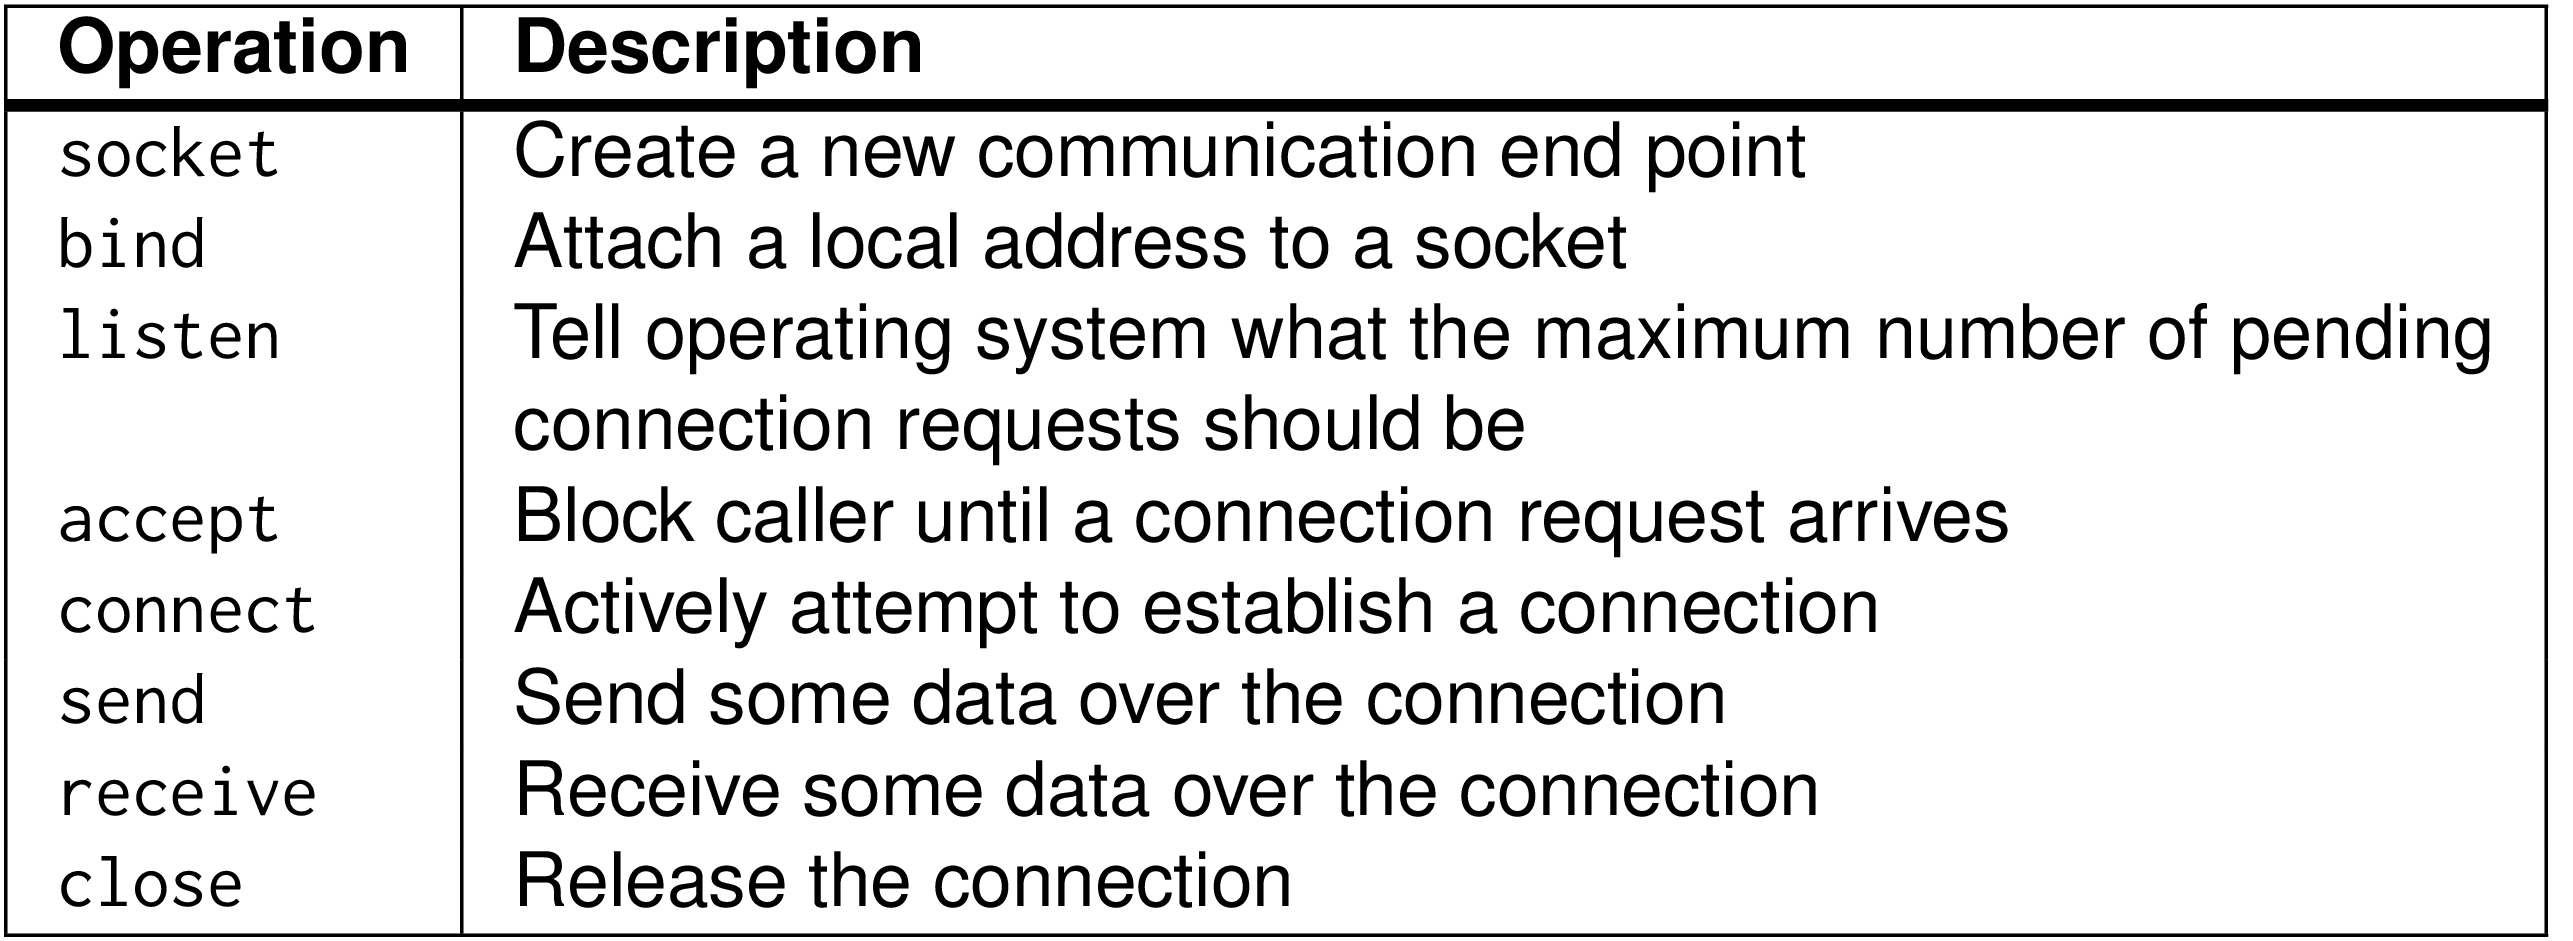 Operation Description
socket Create a new communication end point
bind Attach a local address to a socket
listen Tell operating system what the maximum number of pending
connection requests should be
accept Block caller until a connection request arrives
connect Actively attempt to establish a connection
send Send some data over the connection
receive Receive some data over the connection
close Release the connection